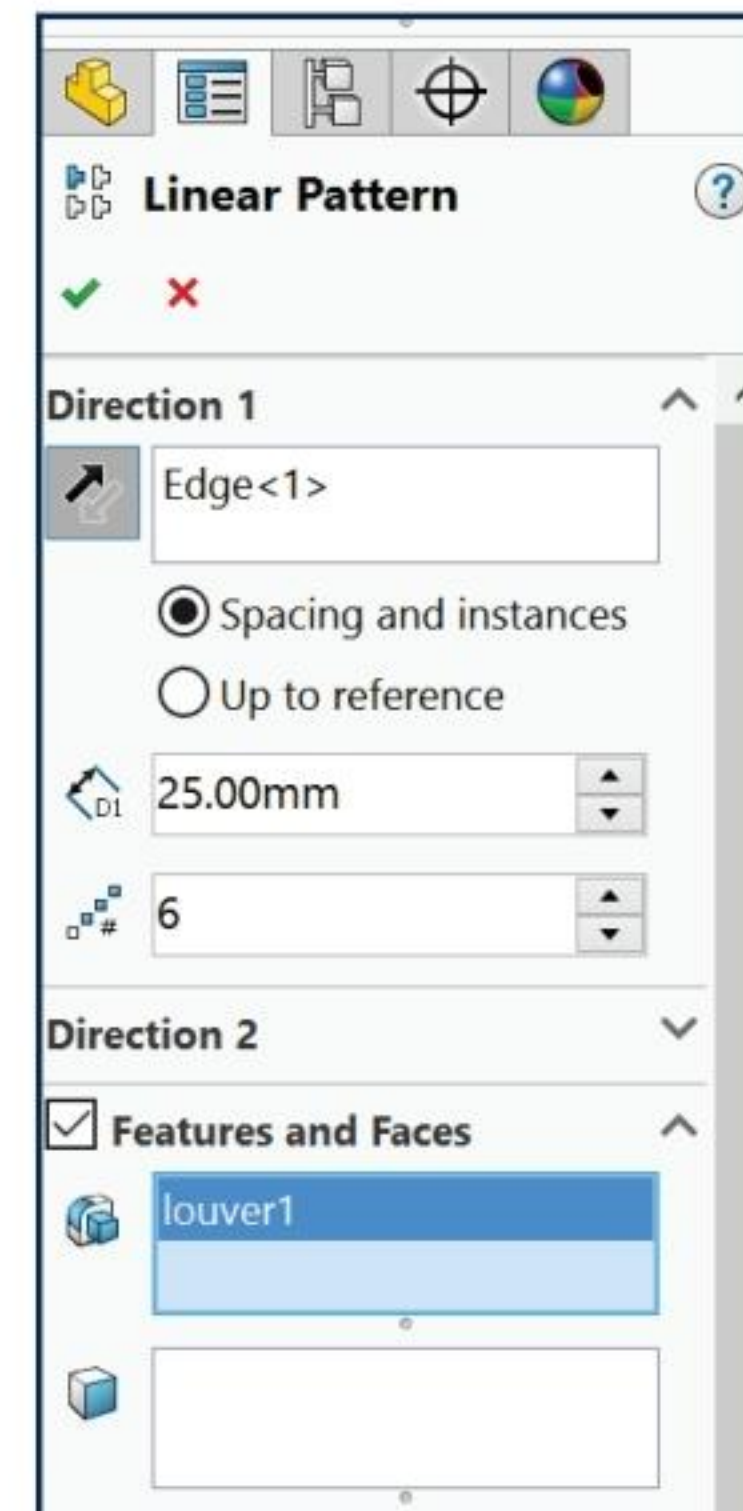 Linear Pattern
?
Direction 1
Edge<1>
Spacing and instances
Up to reference
D1
25.00mm
#
6
Direction 2
Features and Faces
louver1